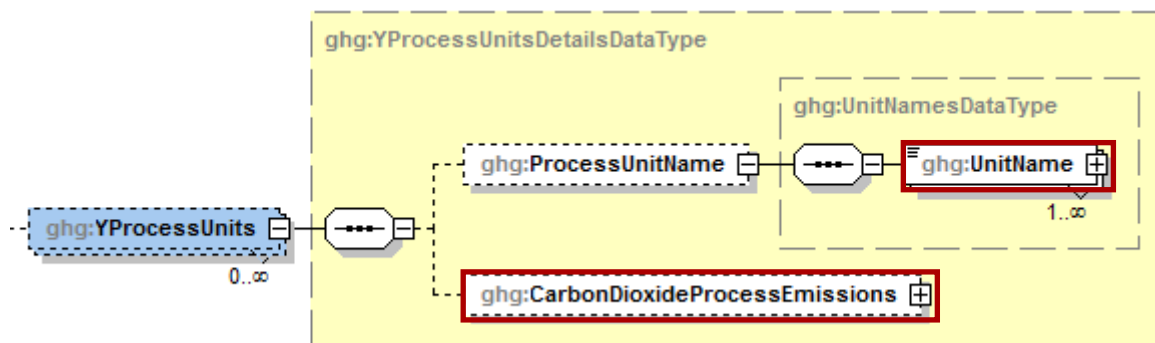 ghg:YProcessUnitsDetailsDataType
ghg:UnitNamesDataType
ghg:ProcessUnitName
ghg:UnitName
1..∞
ghg:YProcessUnits
0..∞
ghg:CarbonDioxideProcessEmissions